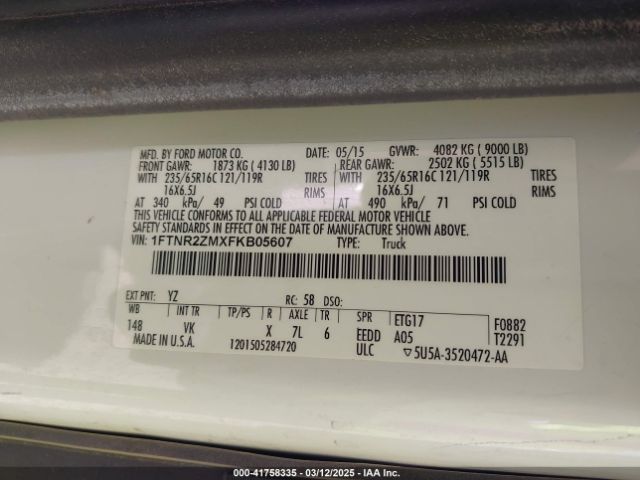 MFD. BY FORD MOTOR CO. DATE: 05/15 GVWR: 4082 KG ( 9000 LB)
FRONT GAWR: 1873 KG ( 4130 LB) REAR GAWR: 2502 KG ( 5515 LB)
WITH 235/65R16C 121/119R TIRES WITH 235/65R16C 121/119R TIRES
16X6.5J RIMS 16X6.5J RIMS
AT 340 kPa/ 49 PSI COLD AT 490 kPa/ 71 PSI COLD
THIS VEHICLE CONFORMS TO ALL APPLICABLE FEDERAL MOTOR VEHICLE
SAFETY STANDARDS IN EFFECT ON THE DATE OF MANUFACTURE SHOWN ABOVE.
VIN: 1FTNR2ZMXFKB05607 TYPE: Truck
EXT PNT: YZ RC: 58 DSO:
WB INT TR TP/PS R AXLE TR SPR ETG17 F0882
148 VK X 7L 6 EEDD A05 T2291
MADE IN U.S.A. 1201505284720 ULC ▽5U5A-3520472-AA
00-41758335 / 03/12/2025 / IAA Inc.